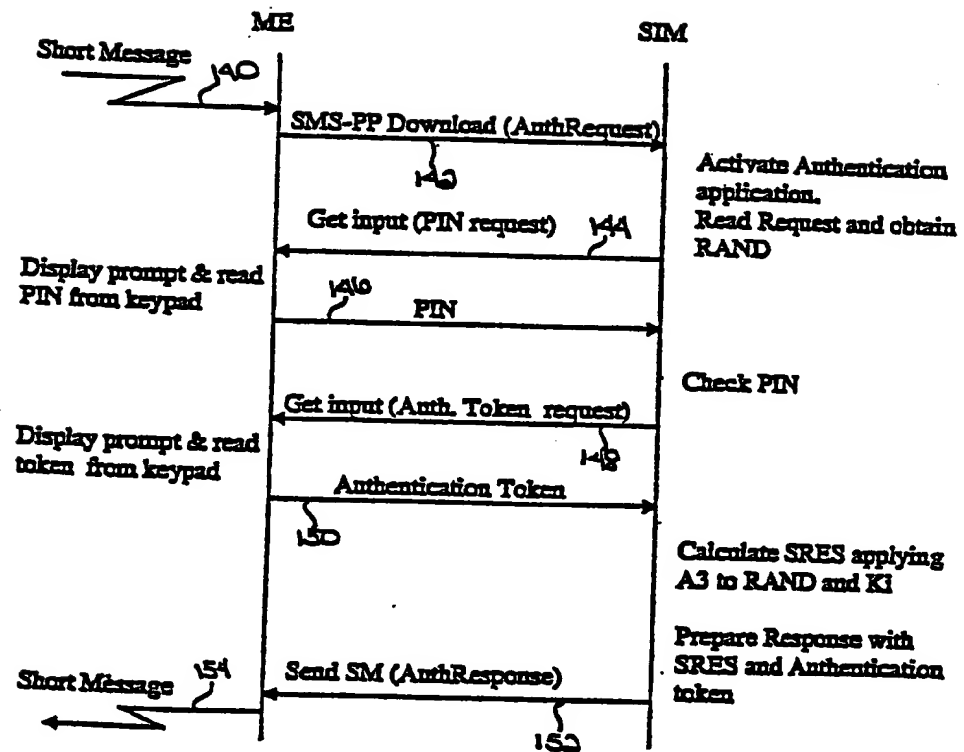 ME
SIM
Short Message
140
SMS-PP Download (AuthRequest)
142
Activate Authentication
application.
Read Request and obtain
RAND
Get input (PIN request)
144
Display prompt & read
PIN from keypad
146
PIN
Check PIN
Get input (Auth. Token request)
148
Display prompt & read
token from keypad
Authentication Token
150
Calculate SRES applying
A3 to RAND and Ki
Prepare Response with
SRES and Authentication
token
Send SM (AuthResponse)
152
Short Message
154